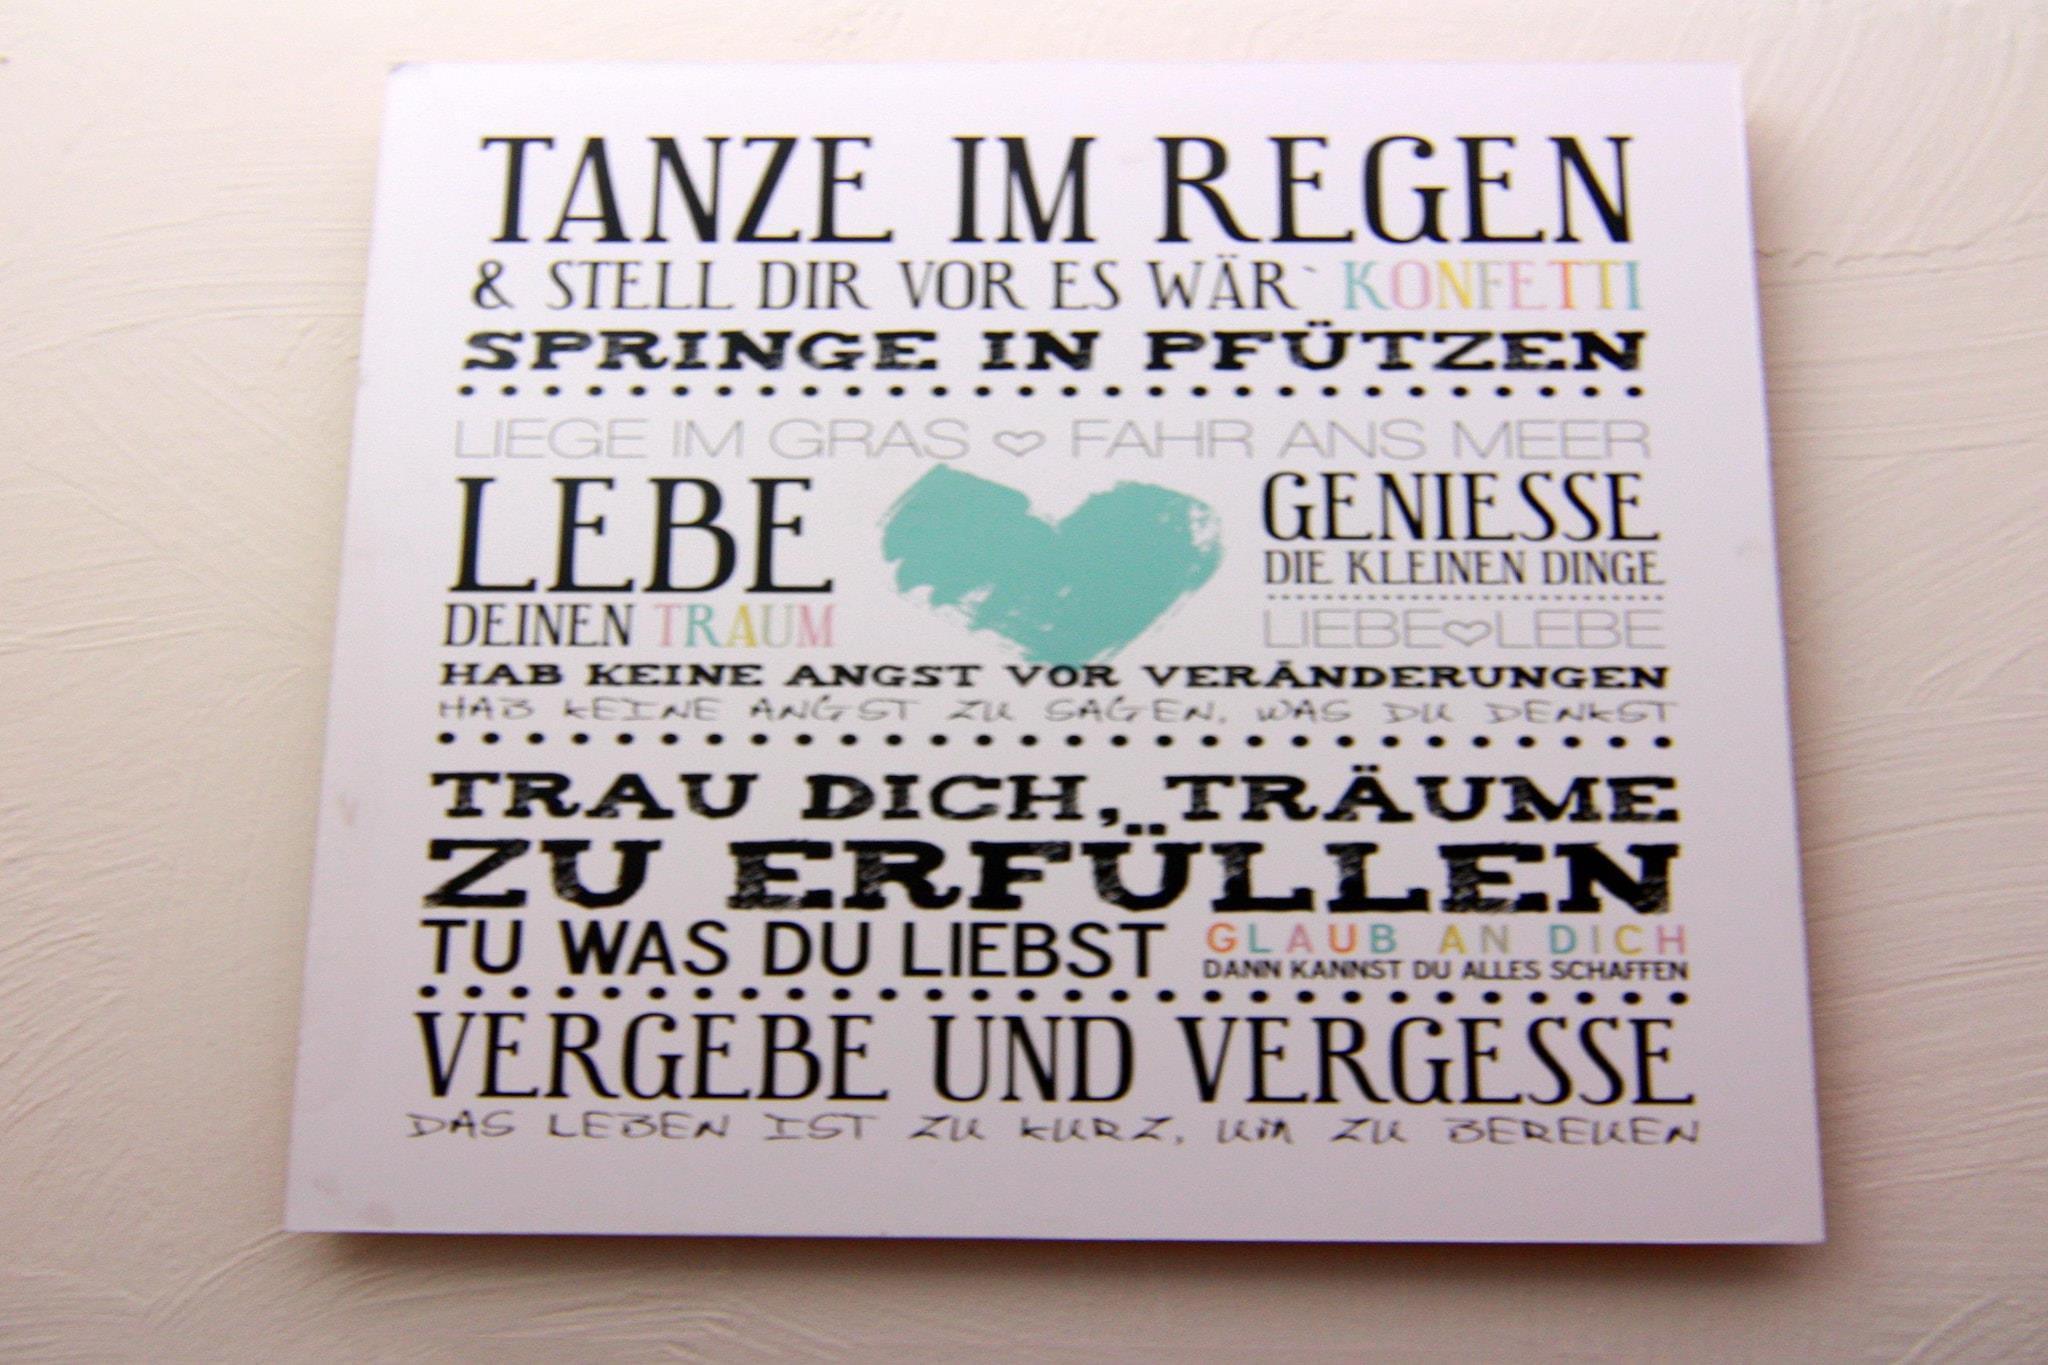 TANZE IM REGEN
& STELL DIR VOR ES WÄR` KONFETTI
SPRINGE IN PFÜTZEN
LIEGE IM GRAS ♡ FAHR ANS MEER
LEBE
DEINEN TRAUM
GENIESSE
DIE KLEINEN DINGE
LIEBE♡LEBE
HAB KEINE ANGST VOR VERÄNDERUNGEN
HAB KEINE ANGST ZU SAGEN, WAS DU DENKST
TRAU DICH, TRÄUME
ZU ERFÜLLEN
TU WAS DU LIEBST
GLAUB AN DICH
DANN KANNST DU ALLES SCHAFFEN
VERGEBE UND VERGESSE
DAS LEBEN IST ZU KURZ, UM ZU BEREUEN